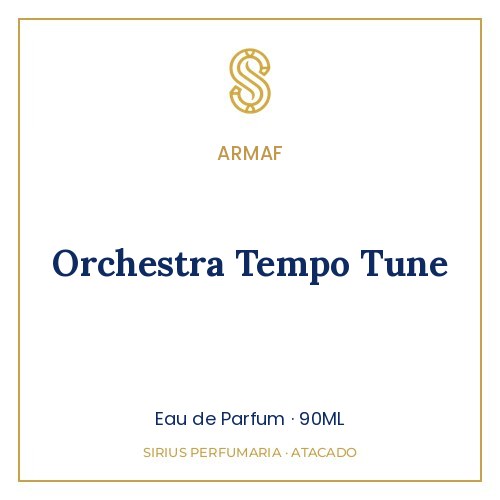 ARMAF
Orchestra Tempo Tune
Eau de Parfum · 90ML
SIRIUS PERFUMARIA · ATACADO